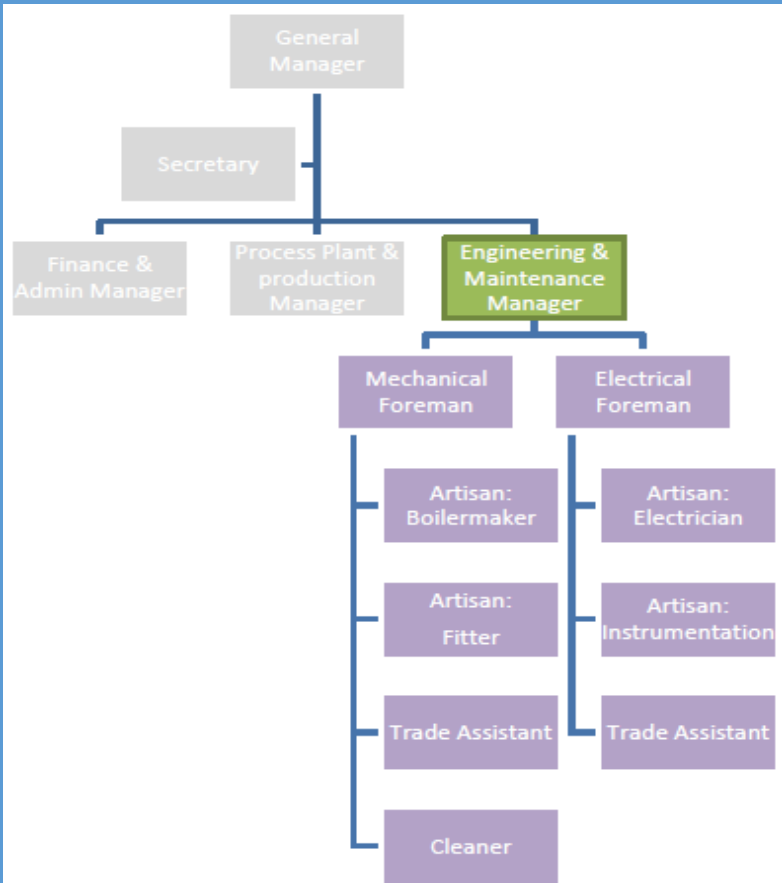 General
Manager
Secretary
Finance &
Admin Manager
Process Plant &
production
Manager
Engineering &
Maintenance
Manager
Mechanical
Foreman
Electrical
Foreman
Artisan:
Boilermaker
Artisan:
Electrician
Artisan:
Fitter
Artisan:
Instrumentation
Trade Assistant
Trade Assistant
Cleaner